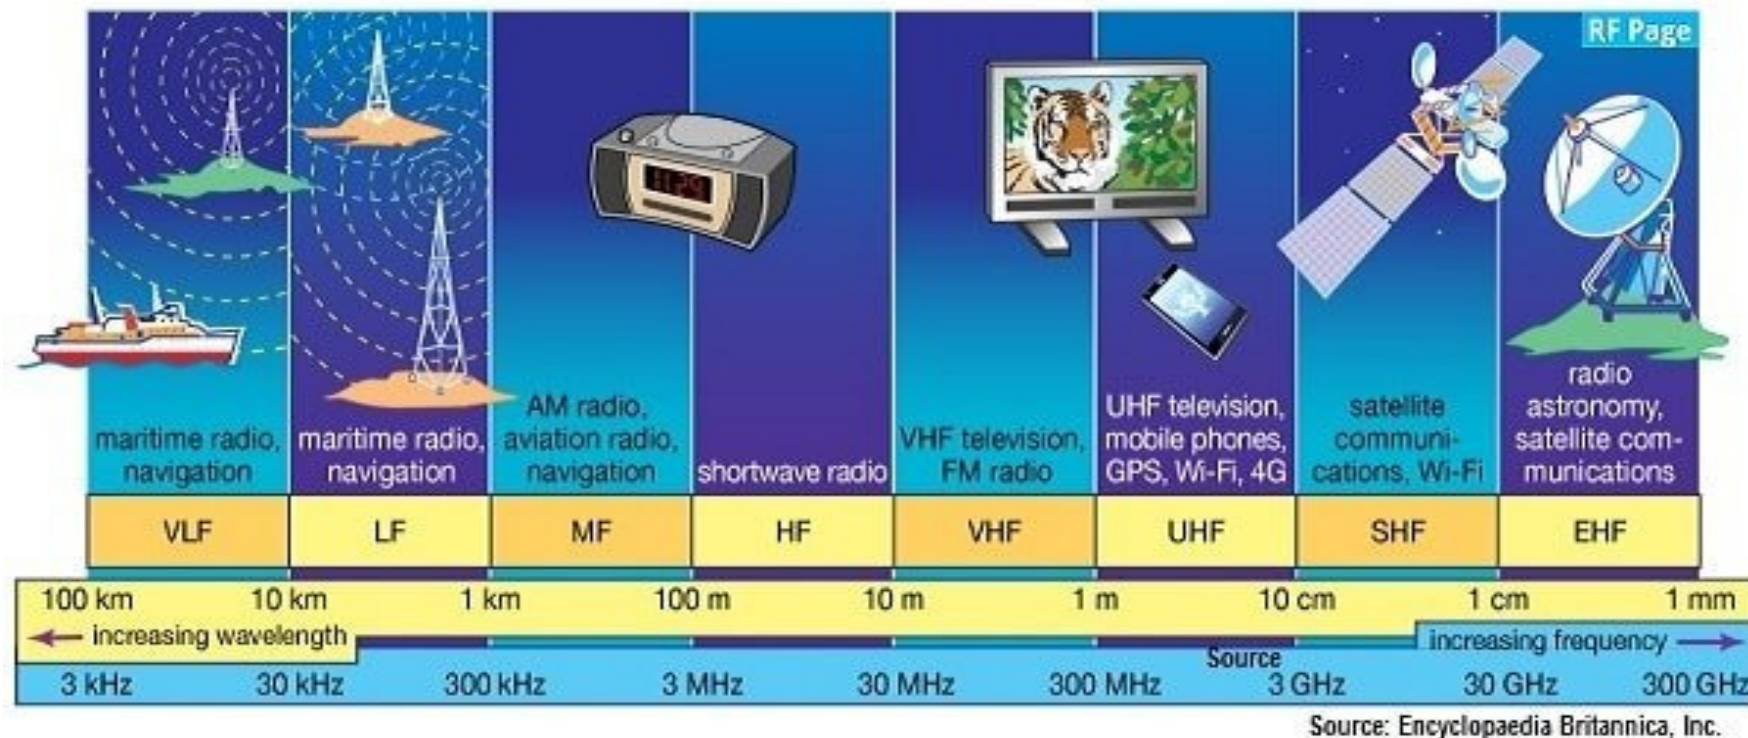 RF Page
11:29
maritime radio,
navigation
maritime radio,
navigation
AM radio,
aviation radio,
navigation
shortwave radio
VHF television,
FM radio
UHF television,
mobile phones,
GPS, Wi-Fi, 4G
satellite
communi-
cations, Wi-Fi
radio
astronomy,
satellite com-
munications
VLF LF MF HF VHF UHF SHF EHF
100 km 10 km 1 km 100 m 10 m 1 m 10 cm 1 cm 1 mm
increasing wavelength increasing frequency
Source
3 kHz 30 kHz 300 kHz 3 MHz 30 MHz 300 MHz 3 GHz 30 GHz 300 GHz
Source: Encyclopaedia Britannica, Inc.